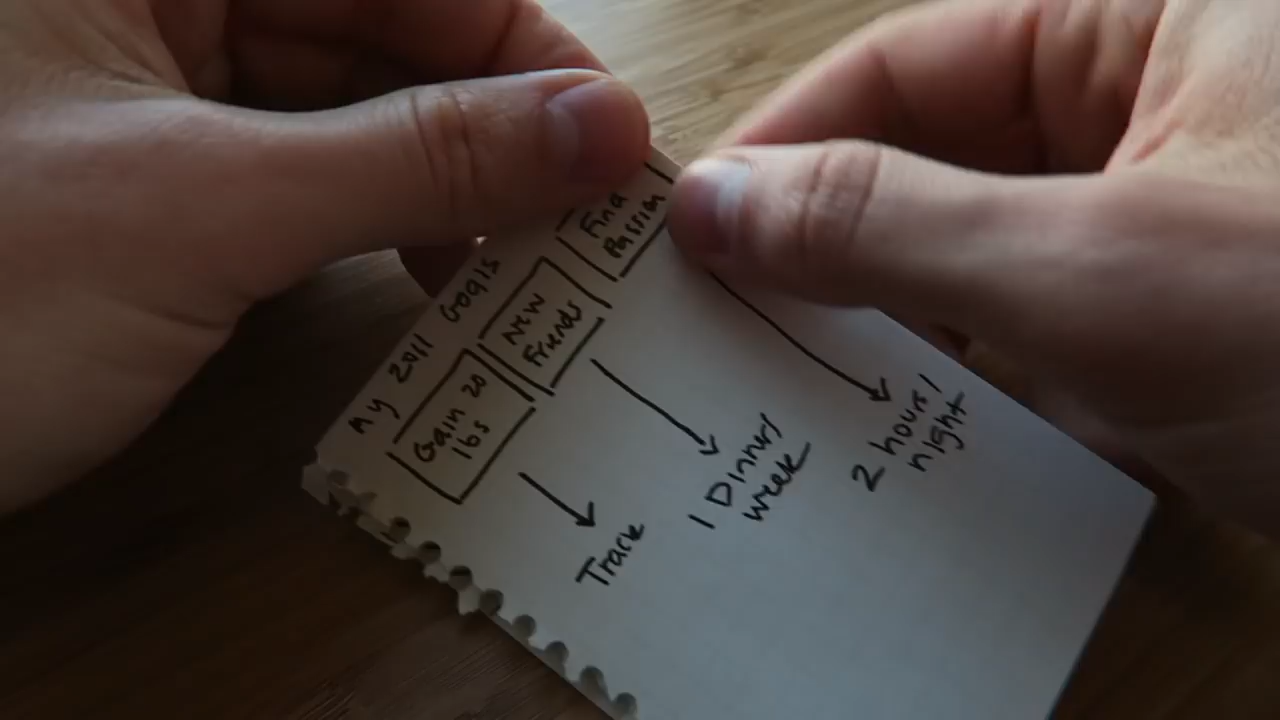 My 2011 Goals
Gain 20
lbs
New
Friends
Find
Passion
Track
1 Dinner/
week
2 hours/
night